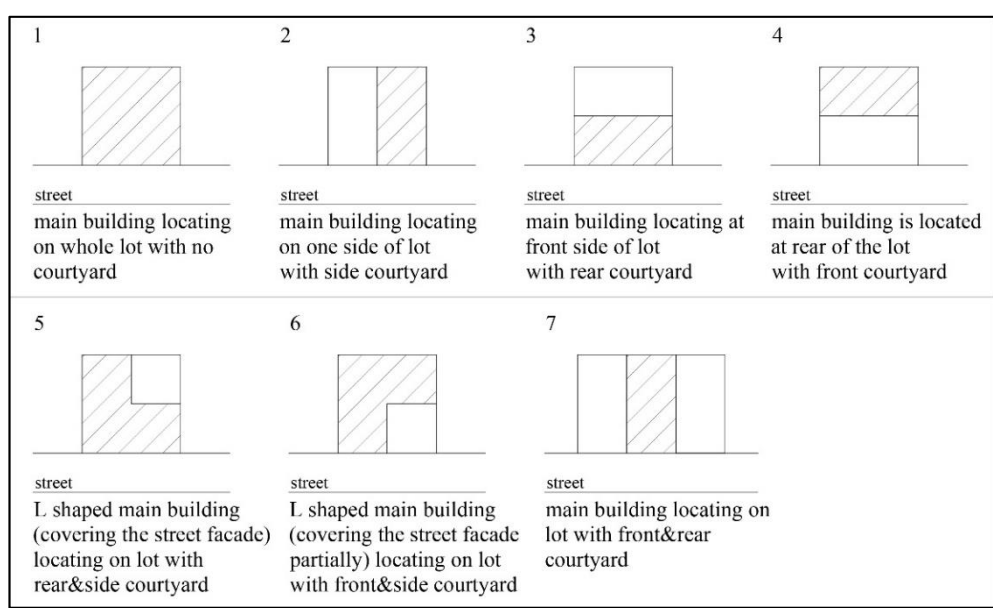 1
street
main building locating
on whole lot with no
courtyard
2
street
main building locating
on one side of lot
with side courtyard
3
street
main building locating at
front side of lot
with rear courtyard
4
street
main building is located
at rear of the lot
with front courtyard
5
street
L shaped main building
(covering the street facade)
locating on lot with
rear&side courtyard
6
street
L shaped main building
(covering the street facade
partially) locating on lot
with front&side courtyard
7
street
main building locating on
lot with front&rear
courtyard